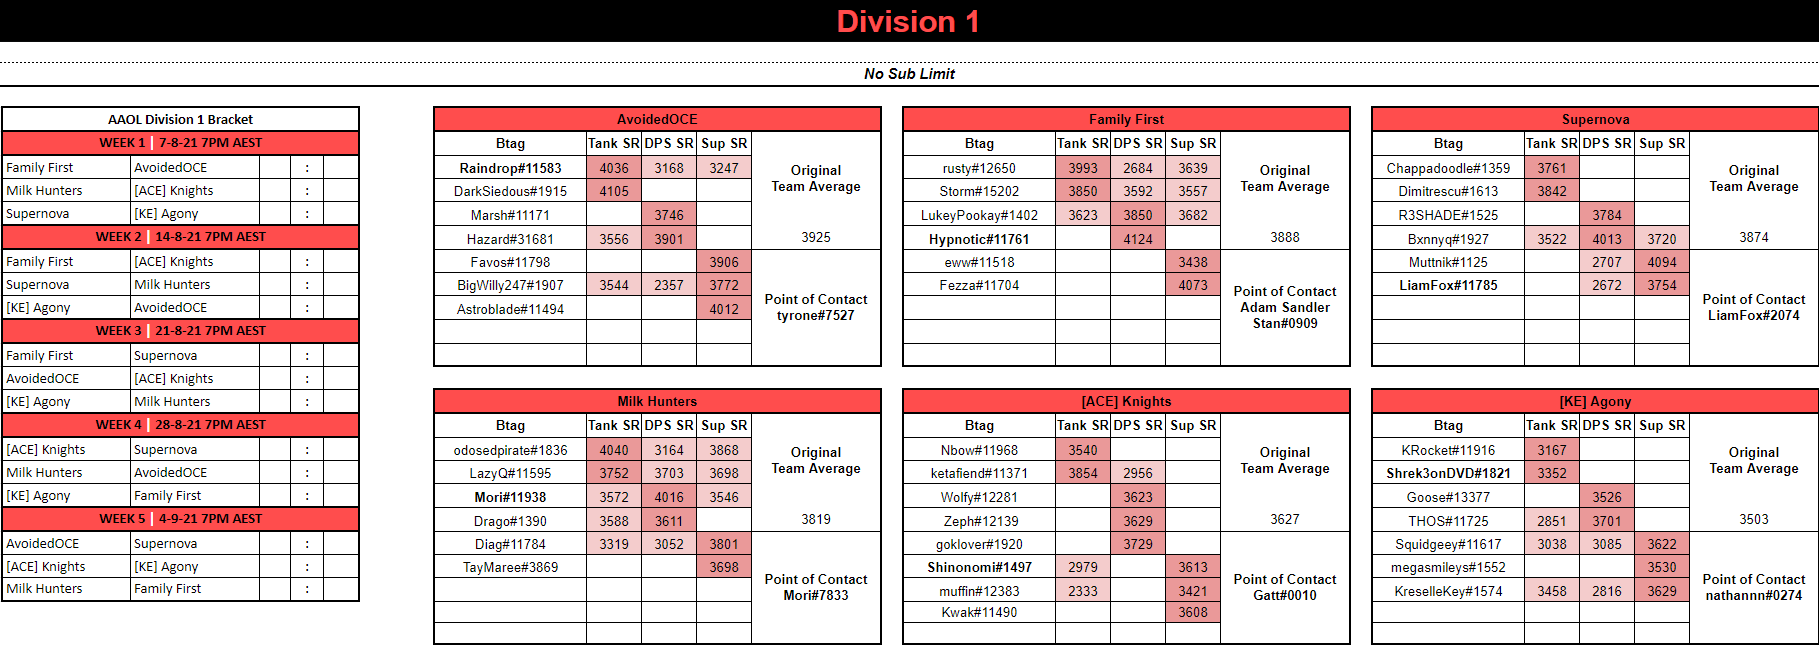 Division 1
No Sub Limit
AAOL Division 1 Bracket
WEEK 1 | 7-8-21 7PM AEST
Family First AvoidedOCE :
Milk Hunters [ACE] Knights :
Supernova [KE] Agony :
WEEK 2 | 14-8-21 7PM AEST
Family First [ACE] Knights :
Supernova Milk Hunters :
[KE] Agony AvoidedOCE :
WEEK 3 | 21-8-21 7PM AEST
Family First Supernova :
AvoidedOCE [ACE] Knights :
[KE] Agony Milk Hunters :
WEEK 4 | 28-8-21 7PM AEST
[ACE] Knights Supernova :
Milk Hunters AvoidedOCE :
[KE] Agony Family First :
WEEK 5 | 4-9-21 7PM AEST
AvoidedOCE Supernova :
[ACE] Knights [KE] Agony :
Milk Hunters Family First :
AvoidedOCE
Btag Tank SR DPS SR Sup SR
Raindrop#11583 4036 3168 3247
DarkSiedous#1915 4105
Marsh#11171 3746
Hazard#31681 3556 3901
Favos#11798 3906
BigWilly247#1907 3544 2357 3772
Astroblade#11494 4012
Original
Team Average
3925
Point of Contact
tyrone#7527
Family First
Btag Tank SR DPS SR Sup SR
rusty#12650 3993 2684 3639
Storm#15202 3850 3592 3557
LukeyPookay#1402 3623 3850 3682
Hypnotic#11761 4124
eww#11518 3438
Fezza#11704 4073
Original
Team Average
3888
Point of Contact
Adam Sandler
Stan#0909
Supernova
Btag Tank SR DPS SR Sup SR
Chappadoodle#1359 3761
Dimitrescu#1613 3842
R3SHADE#1525 3784
Bxnnyq#1927 3522 4013 3720
Muttnik#1125 2707 4094
LiamFox#11785 2672 3754
Original
Team Average
3874
Point of Contact
LiamFox#2074
Milk Hunters
Btag Tank SR DPS SR Sup SR
odosedpirate#1836 4040 3164 3868
LazyQ#11595 3752 3703 3698
Mori#11938 3572 4016 3546
Drago#1390 3588 3611
Diag#11784 3319 3052 3801
TayMaree#3869 3698
Original
Team Average
3819
Point of Contact
Mori#7833
[ACE] Knights
Btag Tank SR DPS SR Sup SR
Nbow#11968 3540
ketafiend#11371 3854 2956
Wolfy#12281 3623
Zeph#12139 3629
goklover#1920 3729
Shinonomi#1497 2979 3613
muffin#12383 2333 3421
Kwak#11490 3608
Original
Team Average
3627
Point of Contact
Gatt#0010
[KE] Agony
Btag Tank SR DPS SR Sup SR
KRocket#11916 3167
Shrek3onDVD#1821 3352
Goose#13377 3526
THOS#11725 2851 3701
Squidgeey#11617 3038 3085 3622
megasmileys#1552 3530
KreselleKey#1574 3458 2816 3629
Original
Team Average
3503
Point of Contact
nathannn#0274